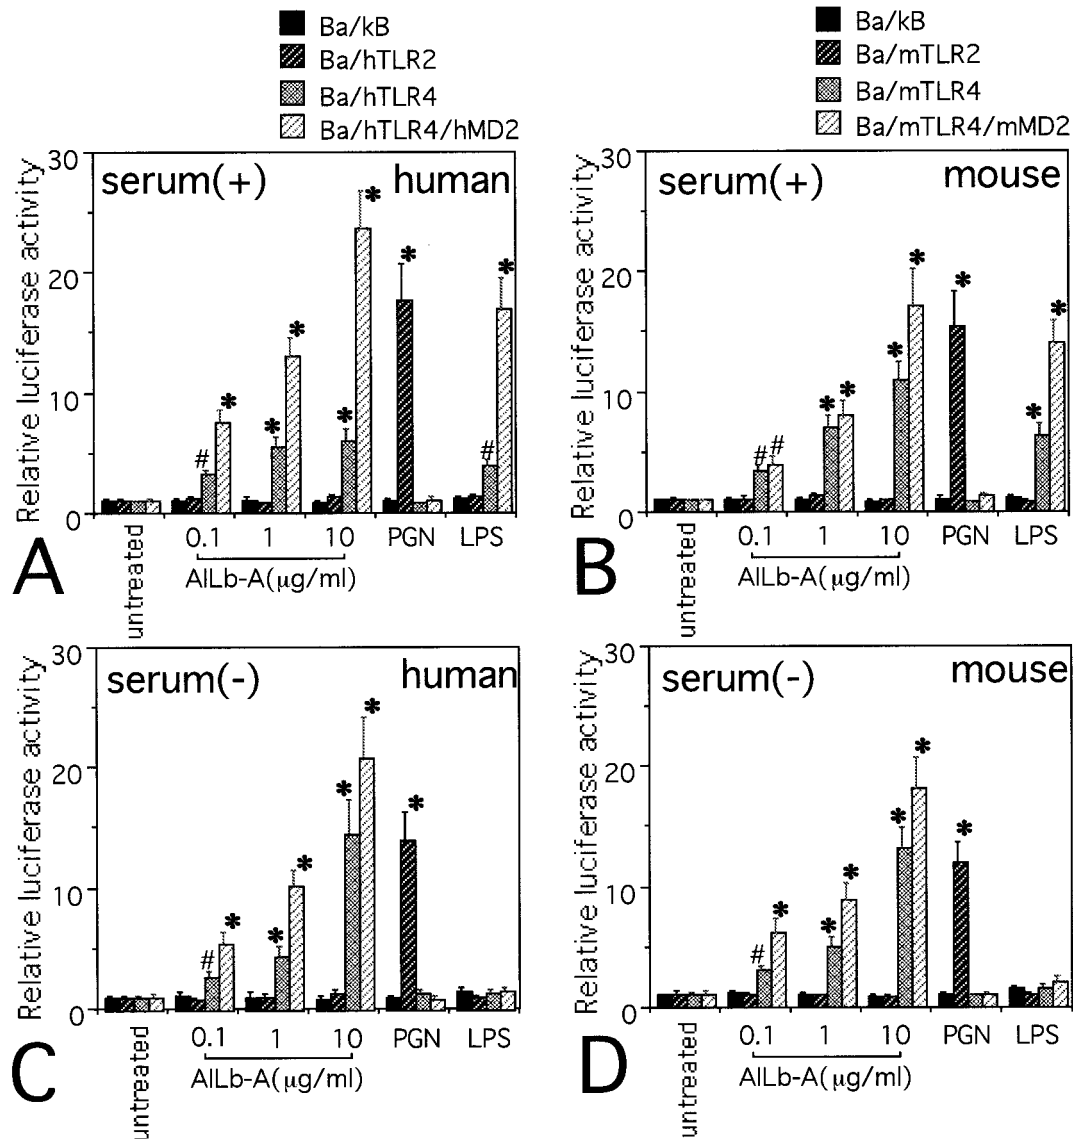 Ba/kB
Ba/hTLR2
Ba/hTLR4
Ba/hTLR4/hMD2
Ba/kB
Ba/mTLR2
Ba/mTLR4
Ba/mTLR4/mMD2
30
20
10
0
Relative luciferase activity
serum(+)
human
#
*
*
*
*
*
*
#
*
untreated
0.1
1
10
PGN
LPS
AILb-A(μg/ml)
A
30
20
10
0
Relative luciferase activity
serum(+)
mouse
#
#
*
*
*
*
*
*
*
untreated
0.1
1
10
PGN
LPS
AILb-A(μg/ml)
B
30
20
10
0
Relative luciferase activity
serum(-)
human
#
*
*
*
*
*
*
untreated
0.1
1
10
PGN
LPS
AILb-A(μg/ml)
C
30
20
10
0
Relative luciferase activity
serum(-)
mouse
#
*
*
*
*
*
*
untreated
0.1
1
10
PGN
LPS
AILb-A(μg/ml)
D